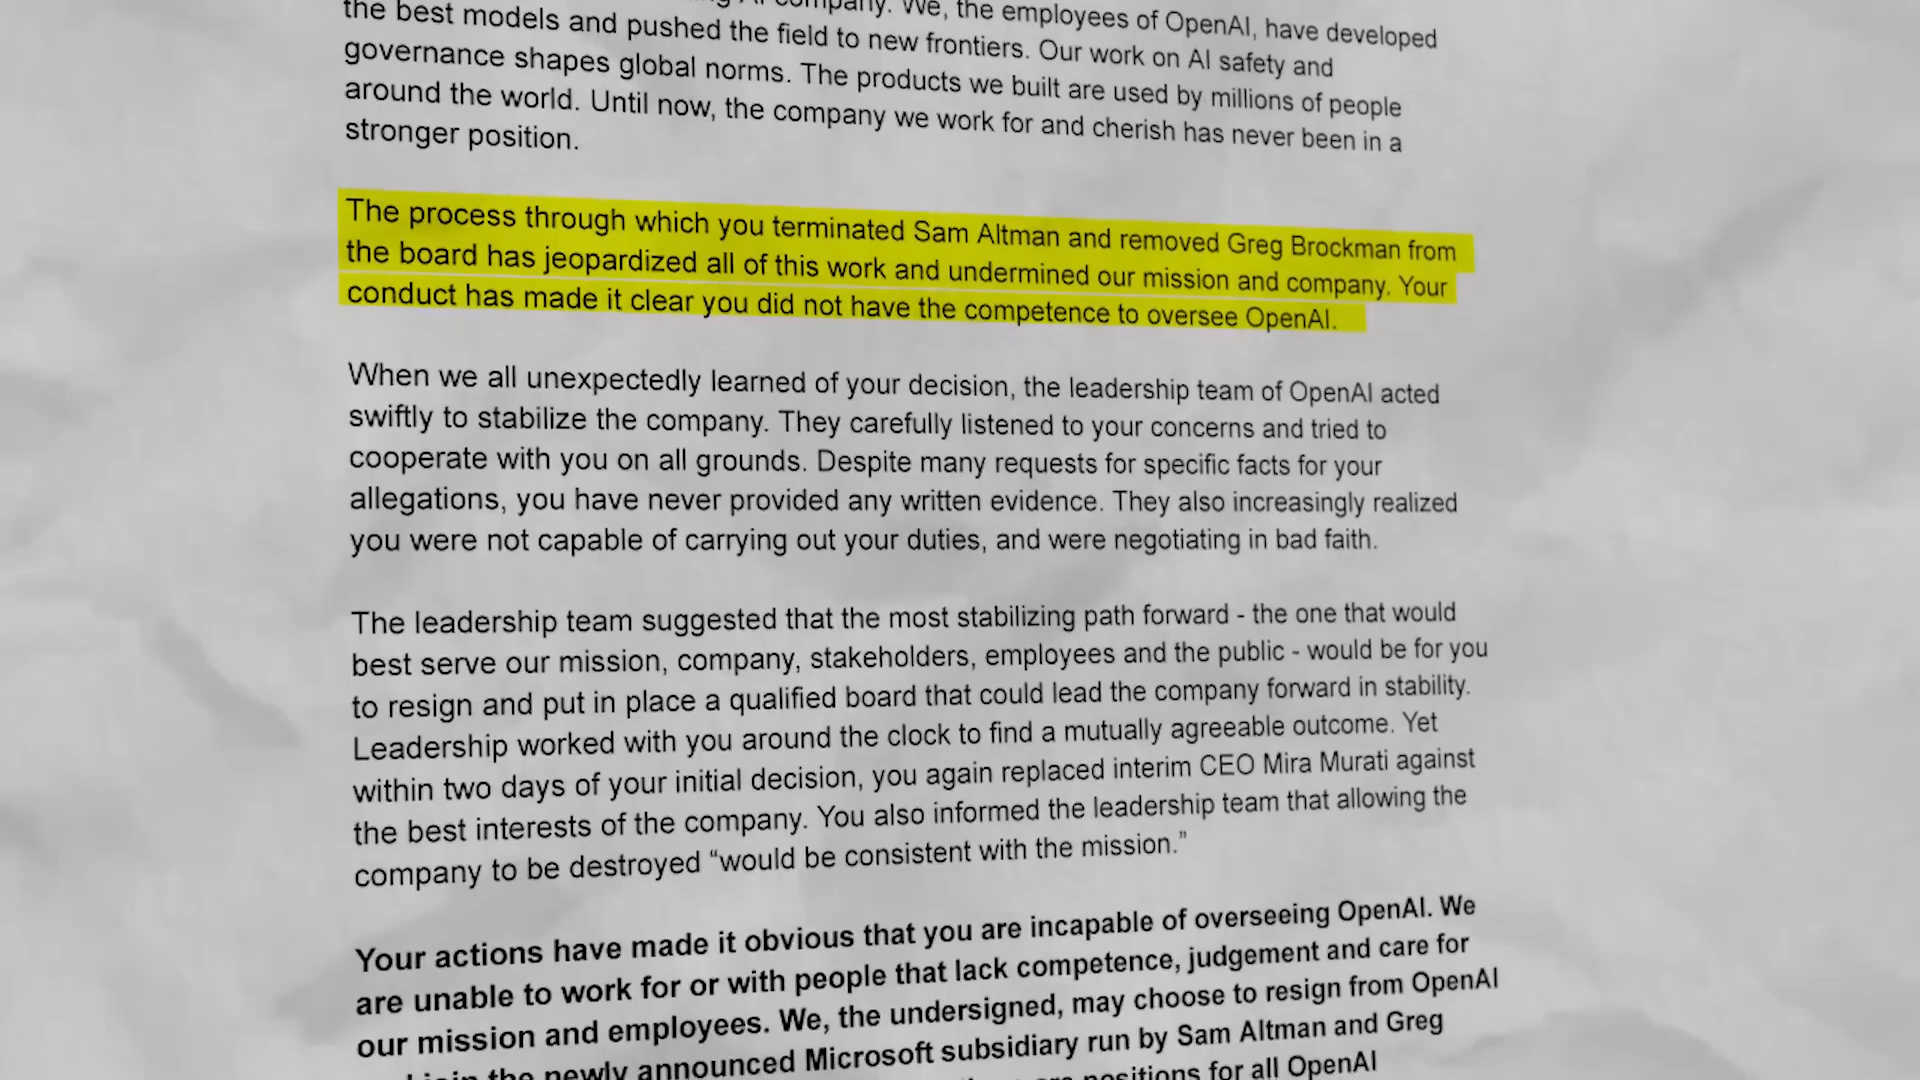 company. We, the employees of OpenAI, have developed
the best models and pushed the field to new frontiers. Our work on AI safety and
governance shapes global norms. The products we built are used by millions of people
around the world. Until now, the company we work for and cherish has never been in a
stronger position.
The process through which you terminated Sam Altman and removed Greg Brockman from
the board has jeopardized all of this work and undermined our mission and company. Your
conduct has made it clear you did not have the competence to oversee OpenAI.
When we all unexpectedly learned of your decision, the leadership team of OpenAI acted
swiftly to stabilize the company. They carefully listened to your concerns and tried to
cooperate with you on all grounds. Despite many requests for specific facts for your
allegations, you have never provided any written evidence. They also increasingly realized
you were not capable of carrying out your duties, and were negotiating in bad faith.
The leadership team suggested that the most stabilizing path forward - the one that would
best serve our mission, company, stakeholders, employees and the public - would be for you
to resign and put in place a qualified board that could lead the company forward in stability.
Leadership worked with you around the clock to find a mutually agreeable outcome. Yet
within two days of your initial decision, you again replaced interim CEO Mira Murati against
the best interests of the company. You also informed the leadership team that allowing the
company to be destroyed “would be consistent with the mission.”
Your actions have made it obvious that you are incapable of overseeing OpenAI. We
are unable to work for or with people that lack competence, judgement and care for
our mission and employees. We, the undersigned, may choose to resign from OpenAI
the newly announced Microsoft subsidiary run by Sam Altman and Greg
positions for all OpenAI